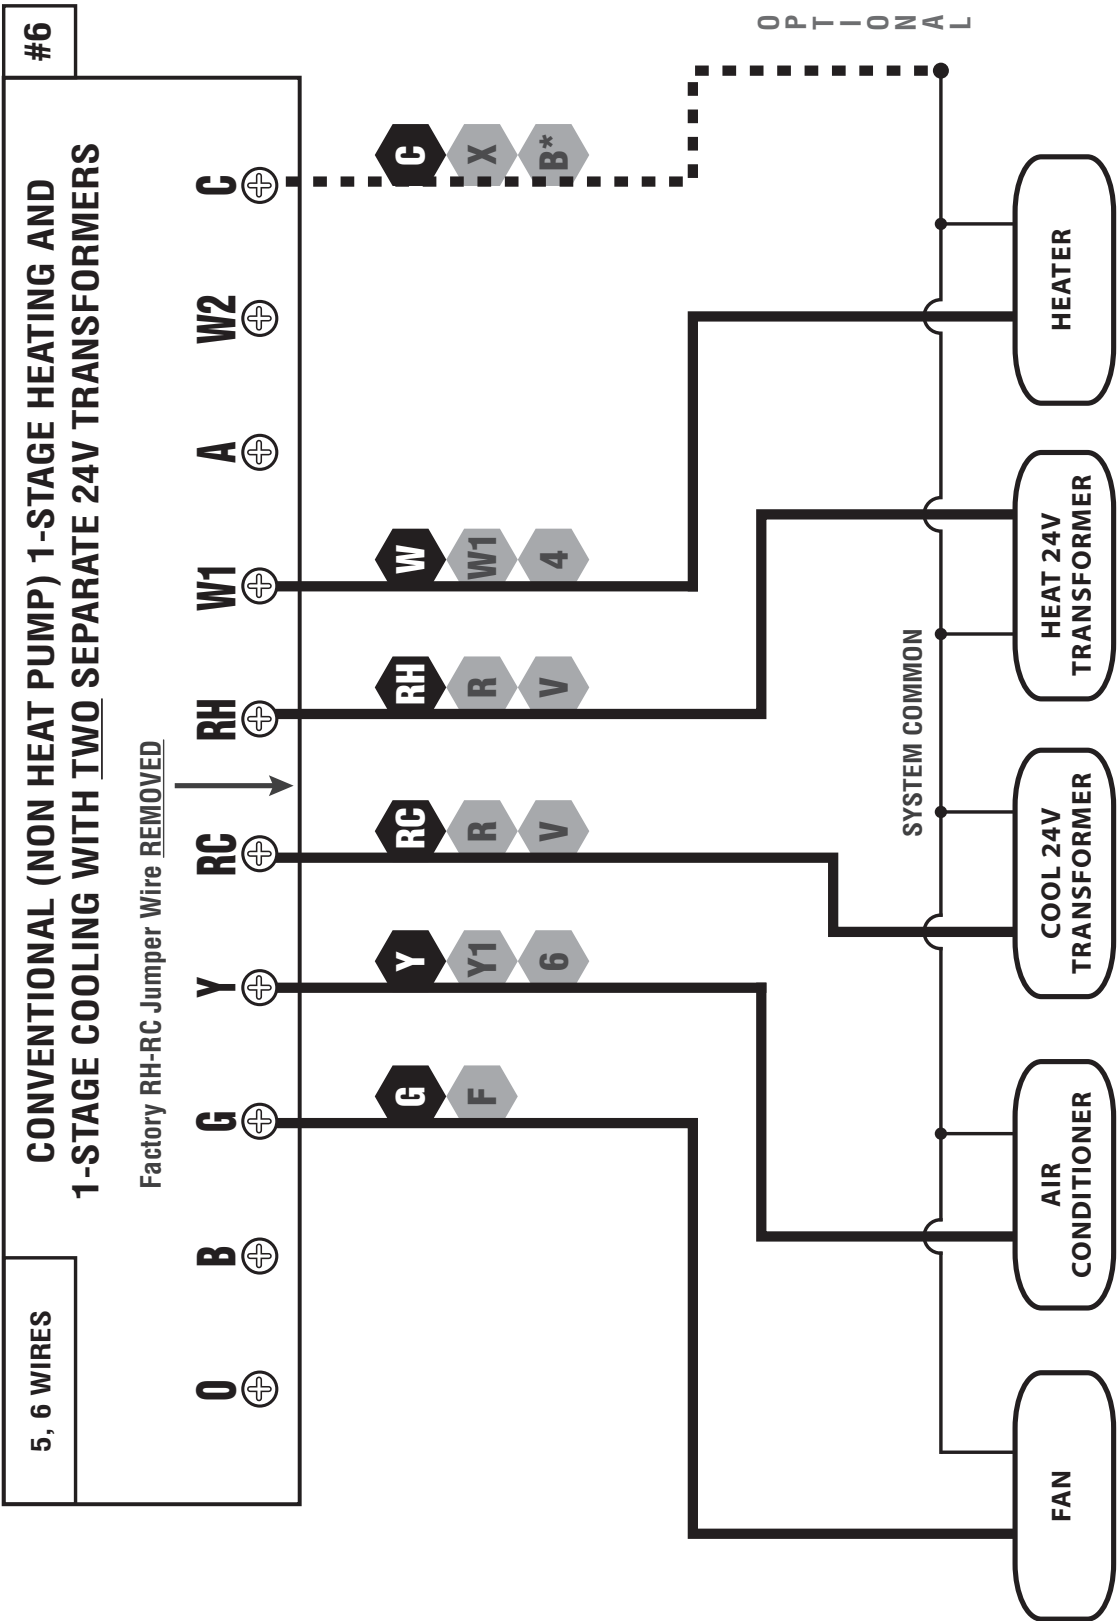 5, 6 WIRES
#6
CONVENTIONAL (NON HEAT PUMP) 1-STAGE HEATING AND
1-STAGE COOLING WITH TWO SEPARATE 24V TRANSFORMERS
Factory RH-RC Jumper Wire REMOVED
O B G Y RC RH W1 A W2 C
G Y RC RH W C
F Y1 R R W1 X
6 V V 4 B*
OPTIONAL
SYSTEM COMMON
FAN
AIR
CONDITIONER
COOL 24V
TRANSFORMER
HEAT 24V
TRANSFORMER
HEATER